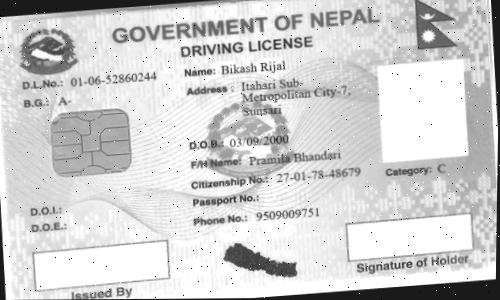 GOVERNMENT OF NEPAL
DRIVING LICENSE
D.L.No.: 01-06-52860244
B.G.: A-
Name: Bikash Rijal
Address : Itahari Sub-
Metropolitan City-7,
Sunsari
D.O.B.: 03/09/2000
F/H Name: Pramila Bhandari
Citizenship No.: 27-01-78-48679
Passport No.:
Phone No.: 9509009751
Category: C
D.O.I.:
D.O.E.:
Issued By
Signature of Holder